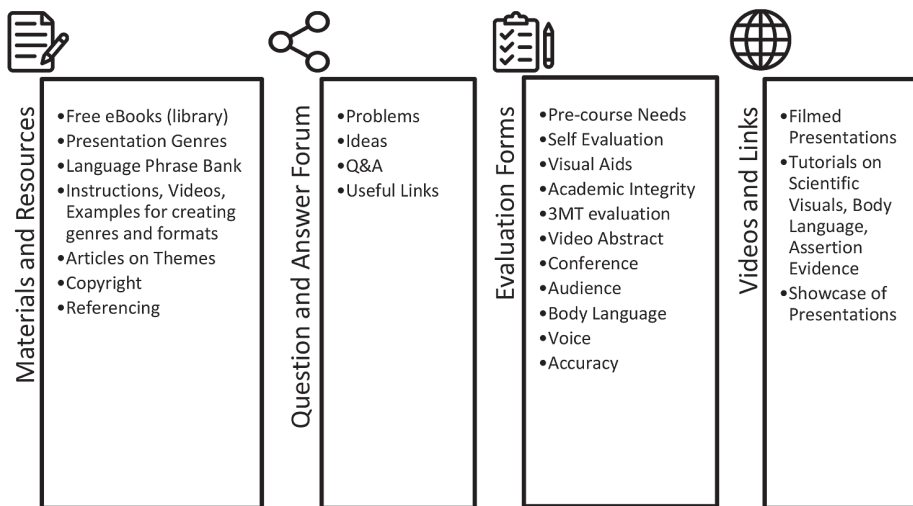 Materials and Resources
•Free eBooks (library)
•Presentation Genres
•Language Phrase Bank
•Instructions, Videos,
Examples for creating
genres and formats
•Articles on Themes
•Copyright
•Referencing
Question and Answer Forum
•Problems
•Ideas
•Q&A
•Useful Links
Evaluation Forms
•Pre-course Needs
•Self Evaluation
•Visual Aids
•Academic Integrity
•3MT evaluation
•Video Abstract
•Conference
•Audience
•Body Language
•Voice
•Accuracy
Videos and Links
•Filmed
Presentations
•Tutorials on
Scientific
Visuals, Body
Language,
Assertion
Evidence
•Showcase of
Presentations